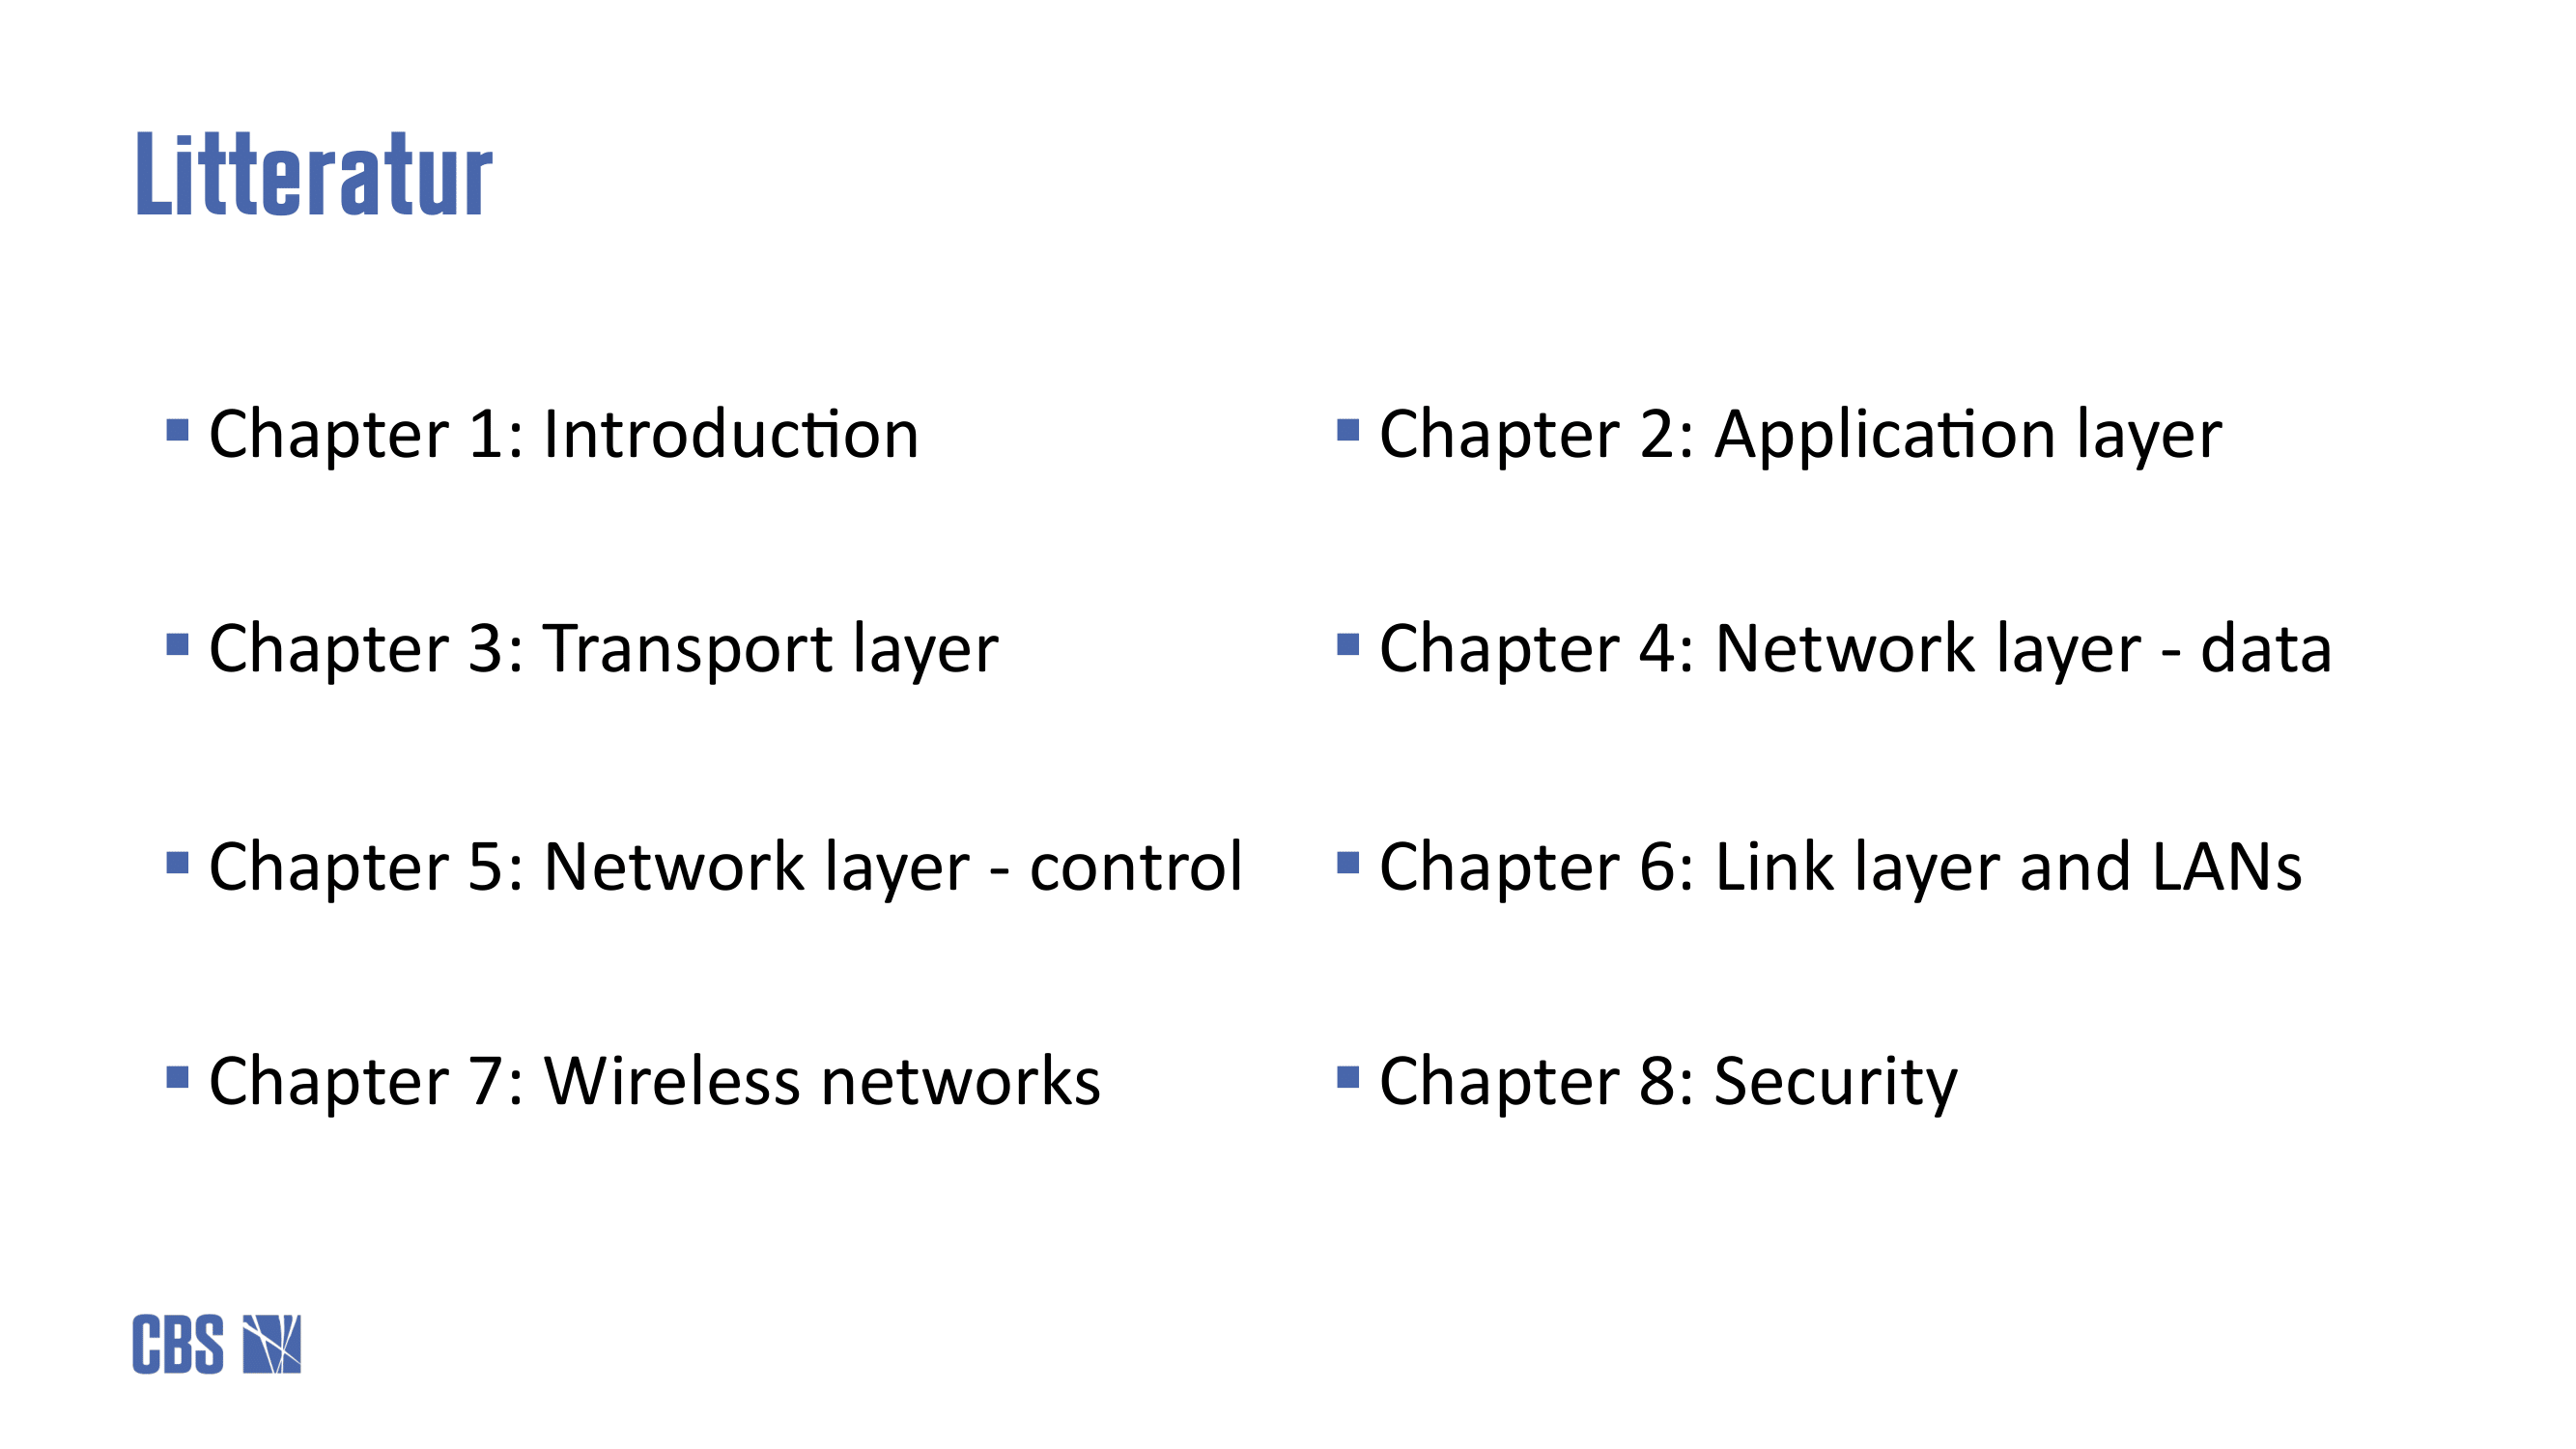 Litteratur
Chapter 1: Introduction
Chapter 2: Application layer
Chapter 3: Transport layer
Chapter 4: Network layer - data
Chapter 5: Network layer - control
Chapter 6: Link layer and LANs
Chapter 7: Wireless networks
Chapter 8: Security
CBS